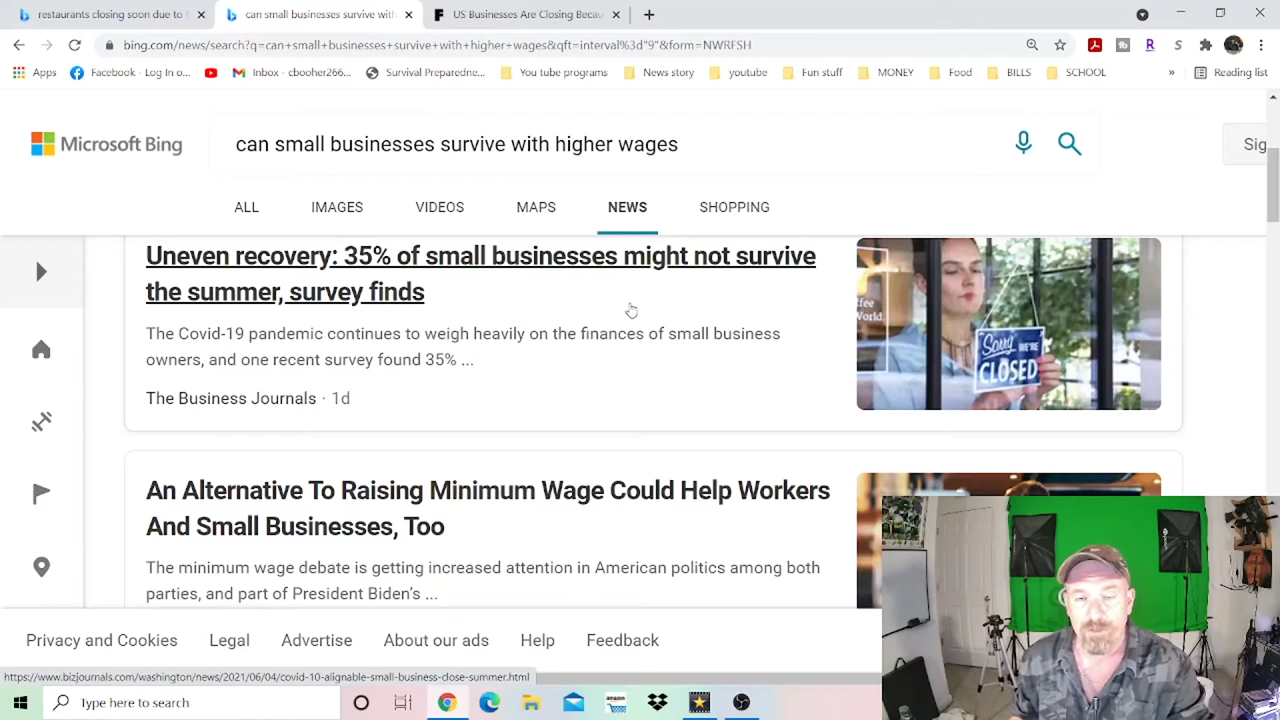 restaurants closing soon due to
can small businesses survive with
US Businesses Are Closing Becau
bing.com/news/search?q=can+small+businesses+survive+with+higher+wages&qft=interval%3d"9"&form=NWRFSH
Apps
Facebook - Log In o...
Inbox - cbooher266...
Survival Preparedne...
You tube programs
News story
youtube
Fun stuff
MONEY
Food
BILLS
SCHOOL
»
Reading list
Microsoft Bing
can small businesses survive with higher wages
Sig
ALL
IMAGES
VIDEOS
MAPS
NEWS
SHOPPING
Uneven recovery: 35% of small businesses might not survive
the summer, survey finds
The Covid-19 pandemic continues to weigh heavily on the finances of small business
owners, and one recent survey found 35% ...
The Business Journals · 1d
ffee
World.
Sorry
WE'RE
CLOSED
An Alternative To Raising Minimum Wage Could Help Workers
And Small Businesses, Too
The minimum wage debate is getting increased attention in American politics among both
parties, and part of President Biden's ...
Privacy and Cookies
Legal
Advertise
About our ads
Help
Feedback
https://www.bizjournals.com/washington/news/2021/06/04/covid-10-alignable-small-business-close-summer.html
Type here to search
amazon